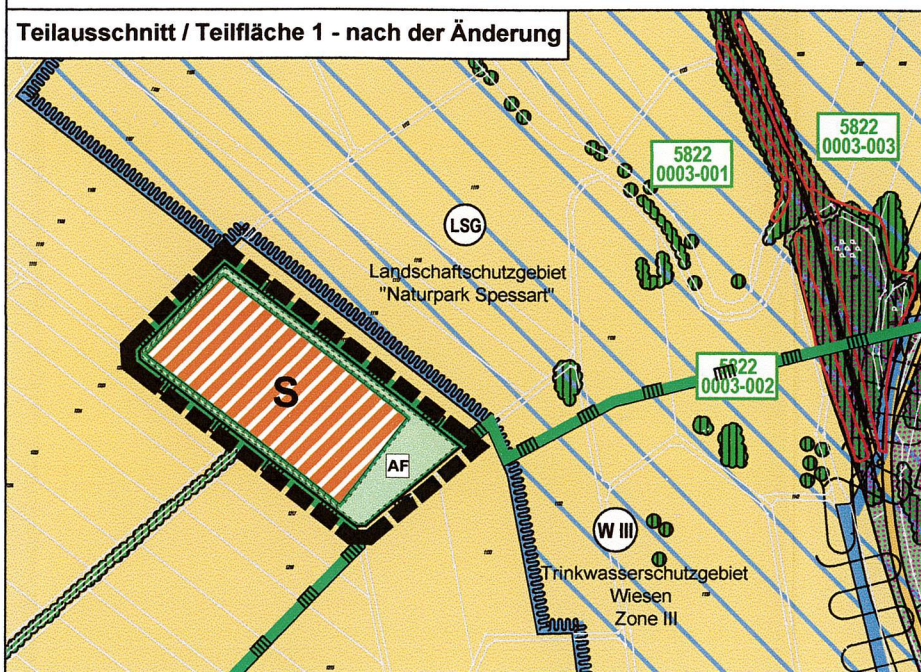 Teilausschnitt / Teilfläche 1 - nach der Änderung
5822
0003-001
5822
0003-003
LSG
Landschaftschutzgebiet
"Naturpark Spessart"
5822
0003-002
S
AF
W III
Trinkwasserschutzgebiet
Wiesen
Zone III